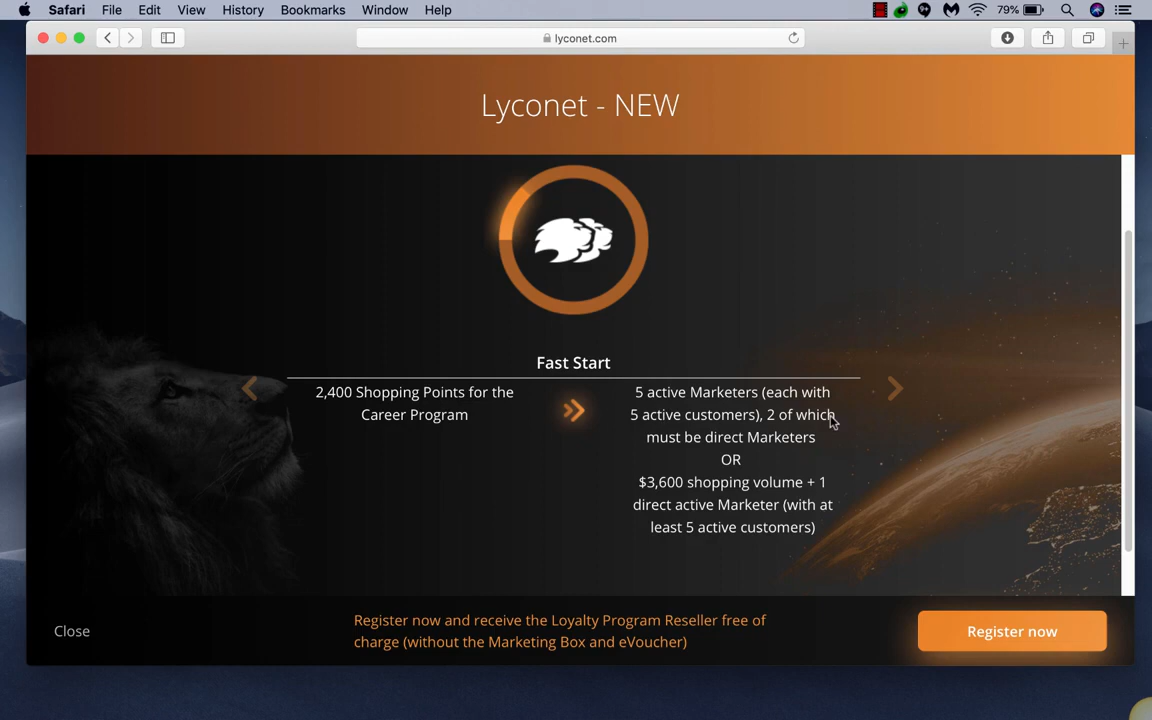 Safari File Edit View History Bookmarks Window Help 79%
lyconet.com
Lyconet - NEW
Fast Start
2,400 Shopping Points for the
Career Program
5 active Marketers (each with
5 active customers), 2 of which
must be direct Marketers
OR
$3,600 shopping volume + 1
direct active Marketer (with at
least 5 active customers)
Close
Register now and receive the Loyalty Program Reseller free of
charge (without the Marketing Box and eVoucher)
Register now